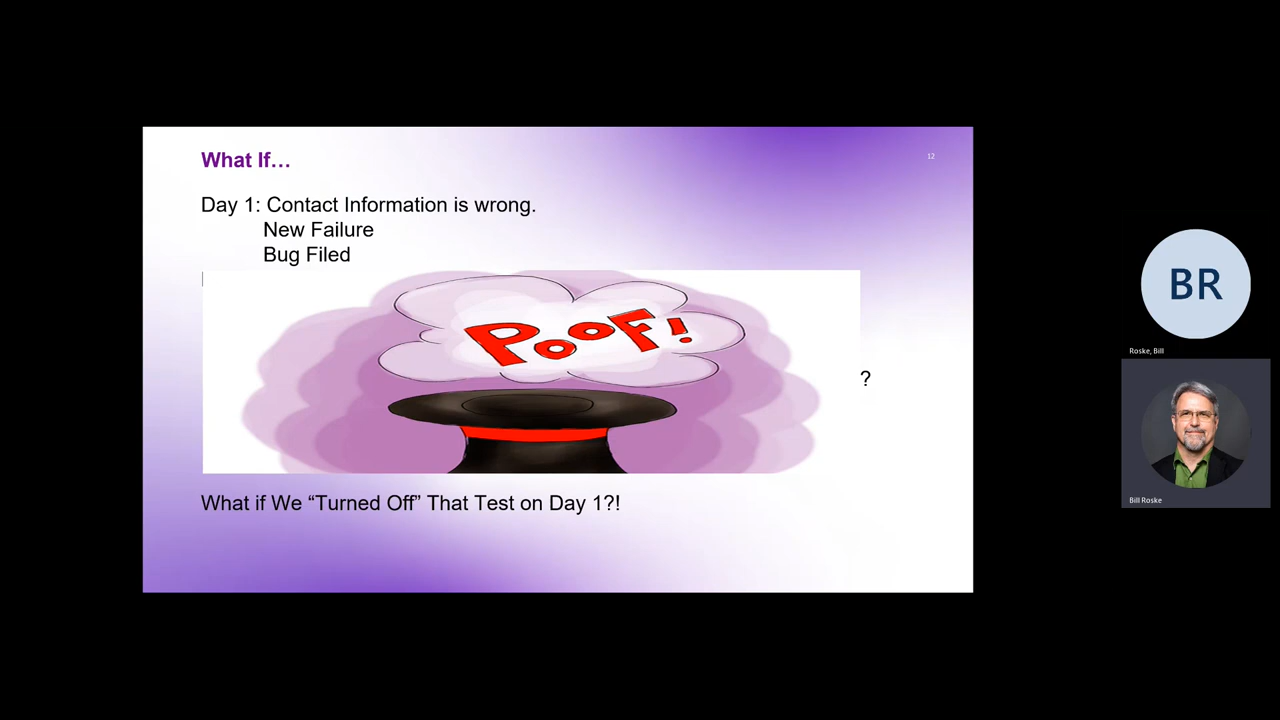 What If…
12
Day 1: Contact Information is wrong.
New Failure
Bug Filed
POOF!
?
What if We “Turned Off” That Test on Day 1?!
BR
Roske, Bill
Bill Roske